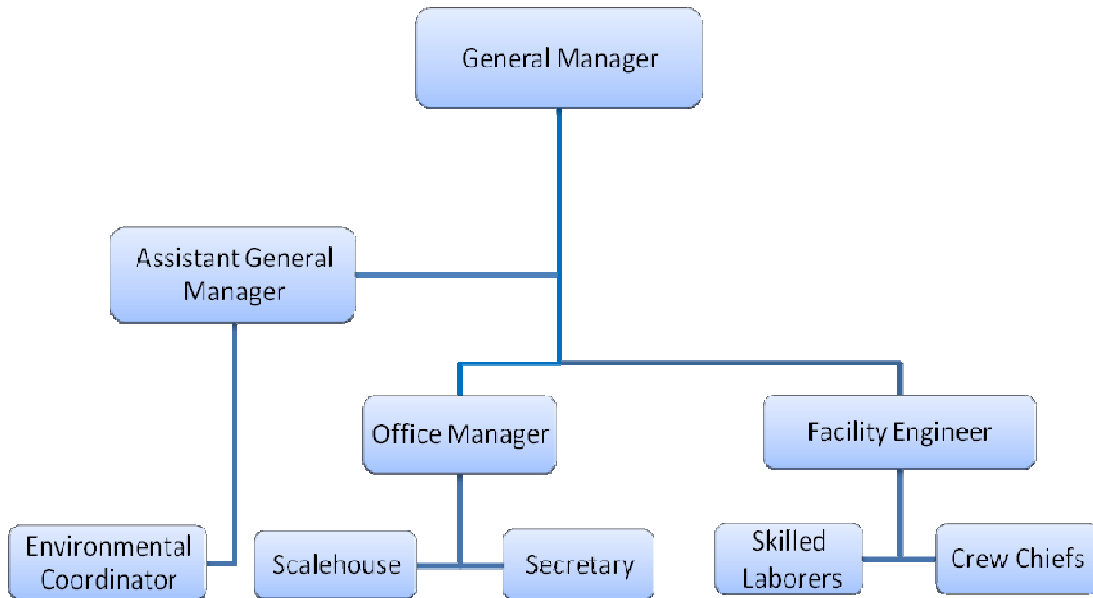 General Manager
Assistant General
Manager
Office Manager
Facility Engineer
Environmental
Coordinator
Scalehouse
Secretary
Skilled
Laborers
Crew Chiefs